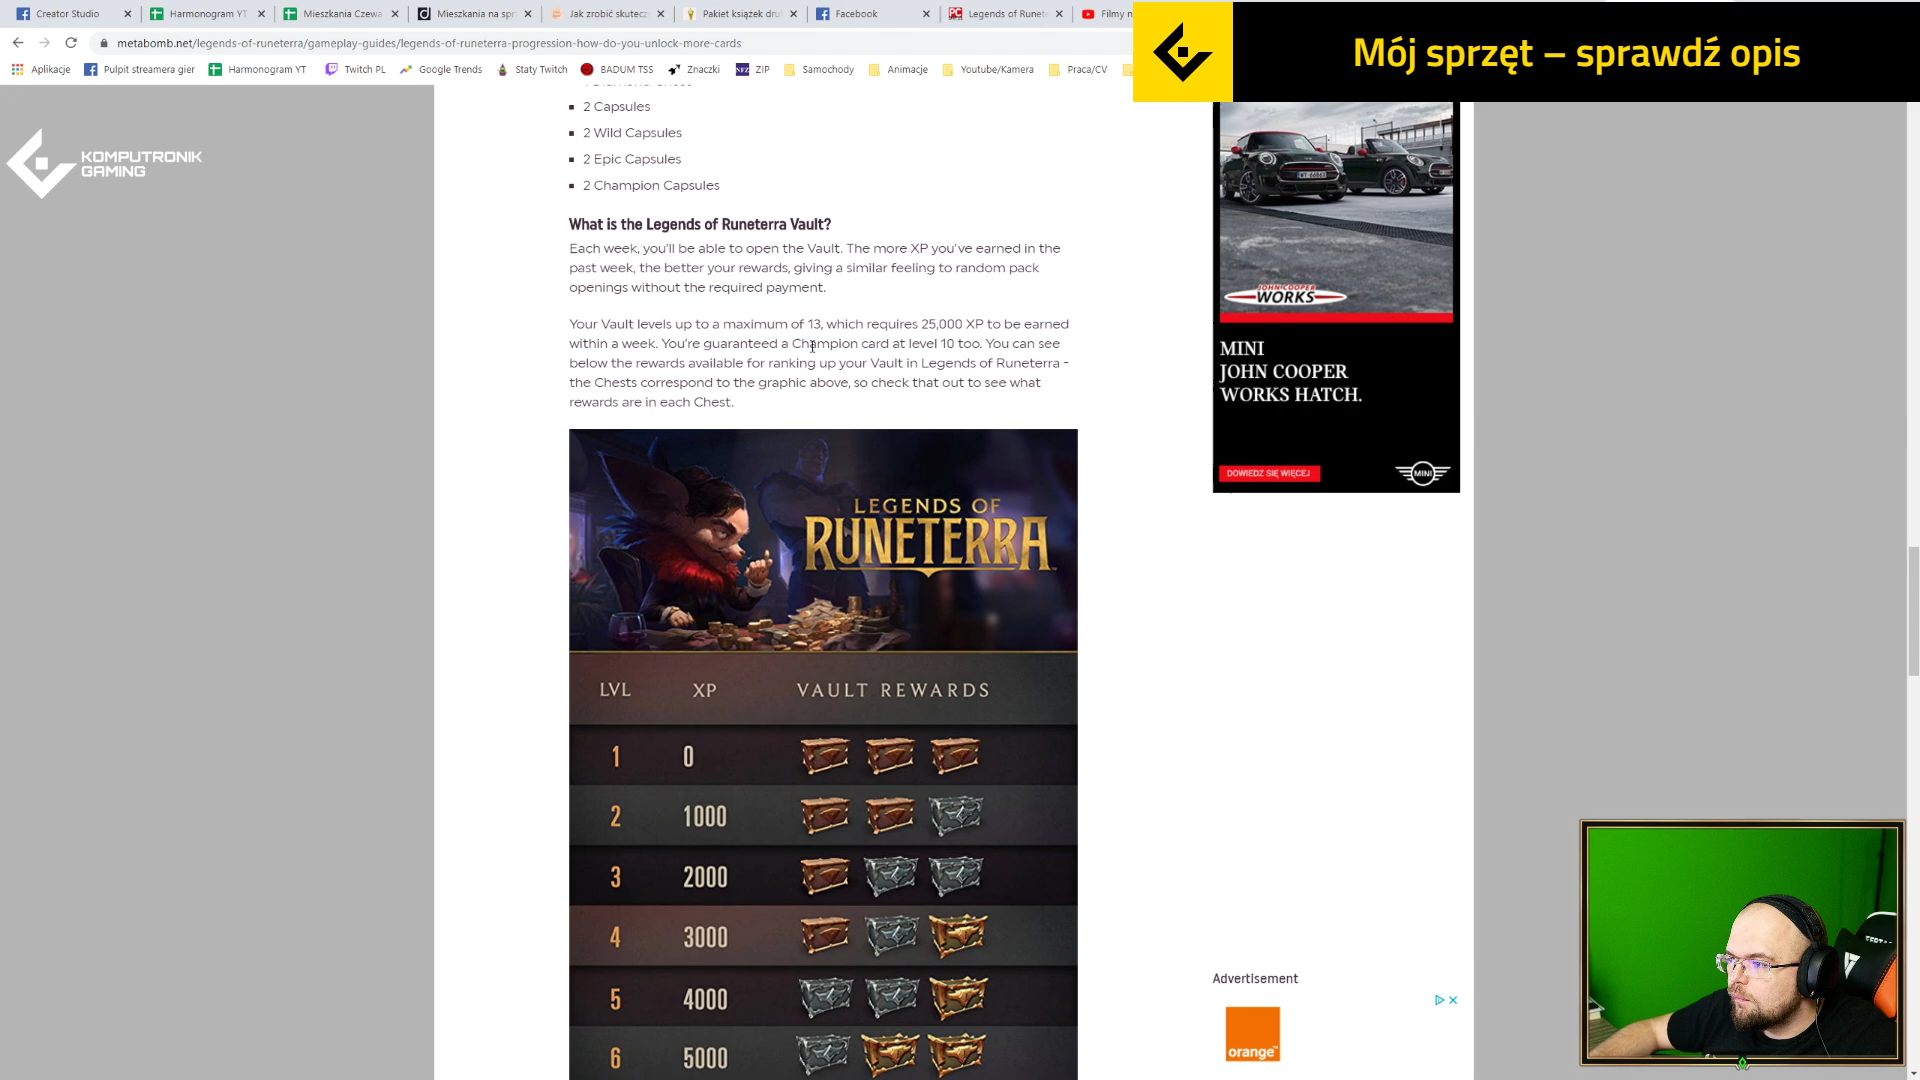 Creator Studio
Harmonogram YT
Mieszkania Czewa
Mieszkania na spr
Jak zrobić skutecz
Pakiet książek dru
Facebook
Legends of Runete
Filmy n
metabomb.net/legends-of-runeterra/gameplay-guides/legends-of-runeterra-progression-how-do-you-unlock-more-cards
Mój sprzęt – sprawdź opis
Aplikacje
Pulpit streamera gier
Harmonogram YT
Twitch PL
Google Trends
Staty Twitch
BADUM TSS
Znaczki
ZIP
Samochody
Animacje
Youtube/Kamera
Praca/CV
KOMPUTRONIK
GAMING
2 Capsules
2 Wild Capsules
2 Epic Capsules
2 Champion Capsules
What is the Legends of Runeterra Vault?
Each week, you'll be able to open the Vault. The more XP you've earned in the
past week, the better your rewards, giving a similar feeling to random pack
openings without the required payment.
Your Vault levels up to a maximum of 13, which requires 25,000 XP to be earned
within a week. You're guaranteed a Champion card at level 10 too. You can see
below the rewards available for ranking up your Vault in Legends of Runeterra -
the Chests correspond to the graphic above, so check that out to see what
rewards are in each Chest.
LEGENDS OF
RUNETERRA
LVL XP VAULT REWARDS
1 0
2 1000
3 2000
4 3000
5 4000
6 5000
JOHN COOPER
WORKS
MINI
JOHN COOPER
WORKS HATCH.
DOWIEDZ SIĘ WIĘCEJ
MINI
Advertisement
orange